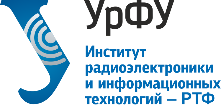 УрФУ
Институт
радиоэлектроники
и информационных
технологий – РТФ